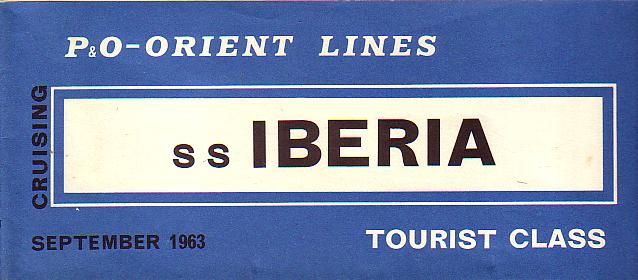 P&O-ORIENT LINES
CRUISING
ss IBERIA
SEPTEMBER 1963
TOURIST CLASS